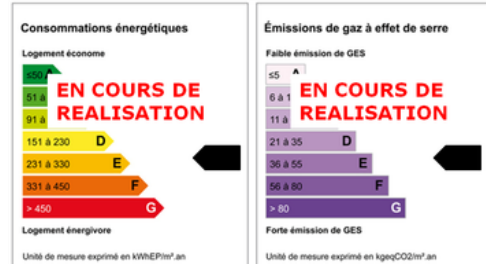 Consommations énergétiques
Logement économe
≤50 A
51 à
91 à
EN COURS DE
REALISATION
151 à 230 D
231 à 330 E
331 à 450 F
> 450 G
Logement énergivore
Unité de mesure exprimé en kWhEP/m².an
Émissions de gaz à effet de serre
Faible émission de GES
≤5 A
6 à 1
11 à
EN COURS DE
REALISATION
21 à 35 D
36 à 55 E
56 à 80 F
> 80 G
Forte émission de GES
Unité de mesure exprimé en kgeqCO2/m².an